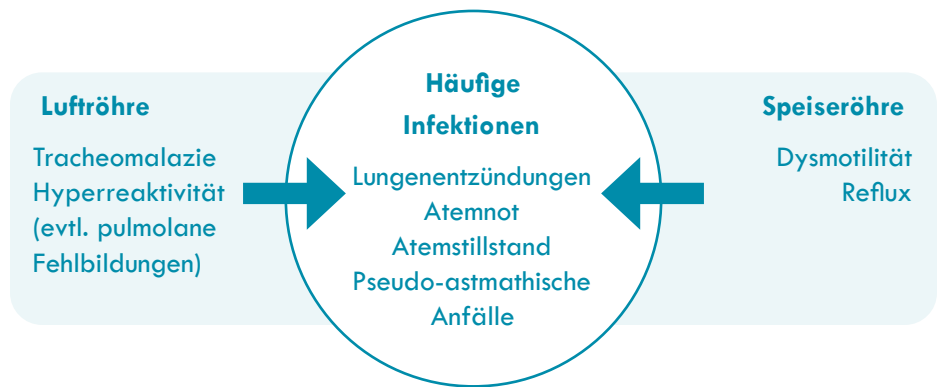 Luftröhre
Tracheomalazie
Hyperreaktivität
(evtl. pulmolane
Fehlbildungen)
Häufige
Infektionen
Lungenentzündungen
Atemnot
Atemstillstand
Pseudo-astmathische
Anfälle
Speiseröhre
Dysmotilität
Reflux